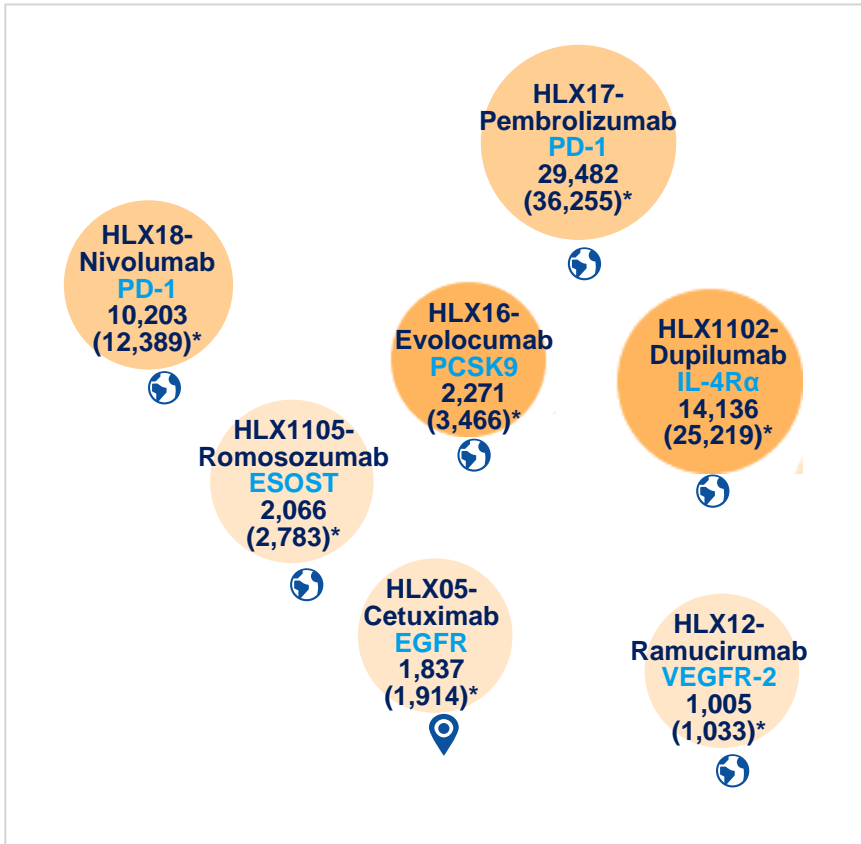 HLX17-
Pembrolizumab
PD-1
29,482
(36,255)*
HLX18-
Nivolumab
PD-1
10,203
(12,389)*
HLX16-
Evolocumab
PCSK9
2,271
(3,466)*
HLX1102-
Dupilumab
IL-4Rα
14,136
(25,219)*
HLX1105-
Romosozumab
ESOST
2,066
(2,783)*
HLX05-
Cetuximab
EGFR
1,837
(1,914)*
HLX12-
Ramucirumab
VEGFR-2
1,005
(1,033)*